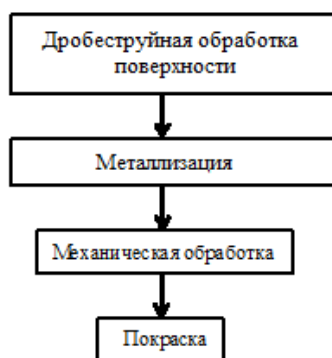 Дробеструйная обработка
поверхности
Металлизация
Механическая обработка
Покраска